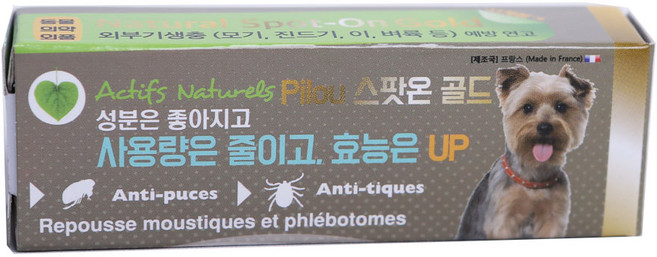 동물
의약
외품
Natural Spot-On Gold
외부기생충 (모기, 진드기, 이, 벼룩 등) 예방 연고
[제조국] 프랑스 (Made in France)
Actifs Naturels Pilou 스팟온 골드
성분은 좋아지고
사용량은 줄이고, 효능은 UP
Anti-puces Anti-tiques
Repousse moustiques et phlébotomes